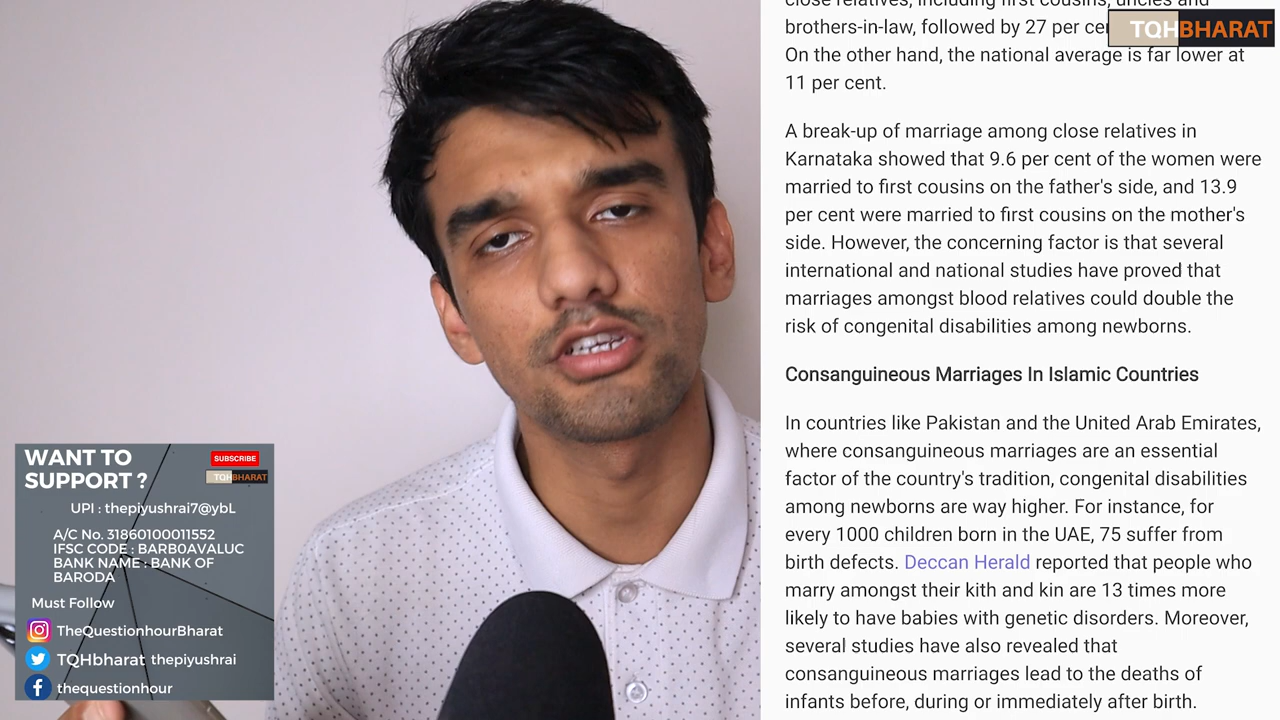 close relatives, including first cousins, uncles and
brothers-in-law, followed by 27 per
On the other hand, the national average is far lower at
11 per cent.
TQHBHARAT
A break-up of marriage among close relatives in
Karnataka showed that 9.6 per cent of the women were
married to first cousins on the father's side, and 13.9
per cent were married to first cousins on the mother's
side. However, the concerning factor is that several
international and national studies have proved that
marriages amongst blood relatives could double the
risk of congenital disabilities among newborns.
Consanguineous Marriages In Islamic Countries
In countries like Pakistan and the United Arab Emirates,
where consanguineous marriages are an essential
factor of the country's tradition, congenital disabilities
among newborns are way higher. For instance, for
every 1000 children born in the UAE, 75 suffer from
birth defects. Deccan Herald reported that people who
marry amongst their kith and kin are 13 times more
likely to have babies with genetic disorders. Moreover,
several studies have also revealed that
consanguineous marriages lead to the deaths of
infants before, during or immediately after birth.
WANT TO
SUPPORT ?
SUBSCRIBE
TQHBHARAT
UPI : thepiyushrai7@ybL
A/C No. 31860100011552
IFSC CODE : BARB0AVALUC
BANK NAME : BANK OF
BARODA
Must Follow
TheQuestionhourBharat
TQHbharat thepiyushrai
thequestionhour